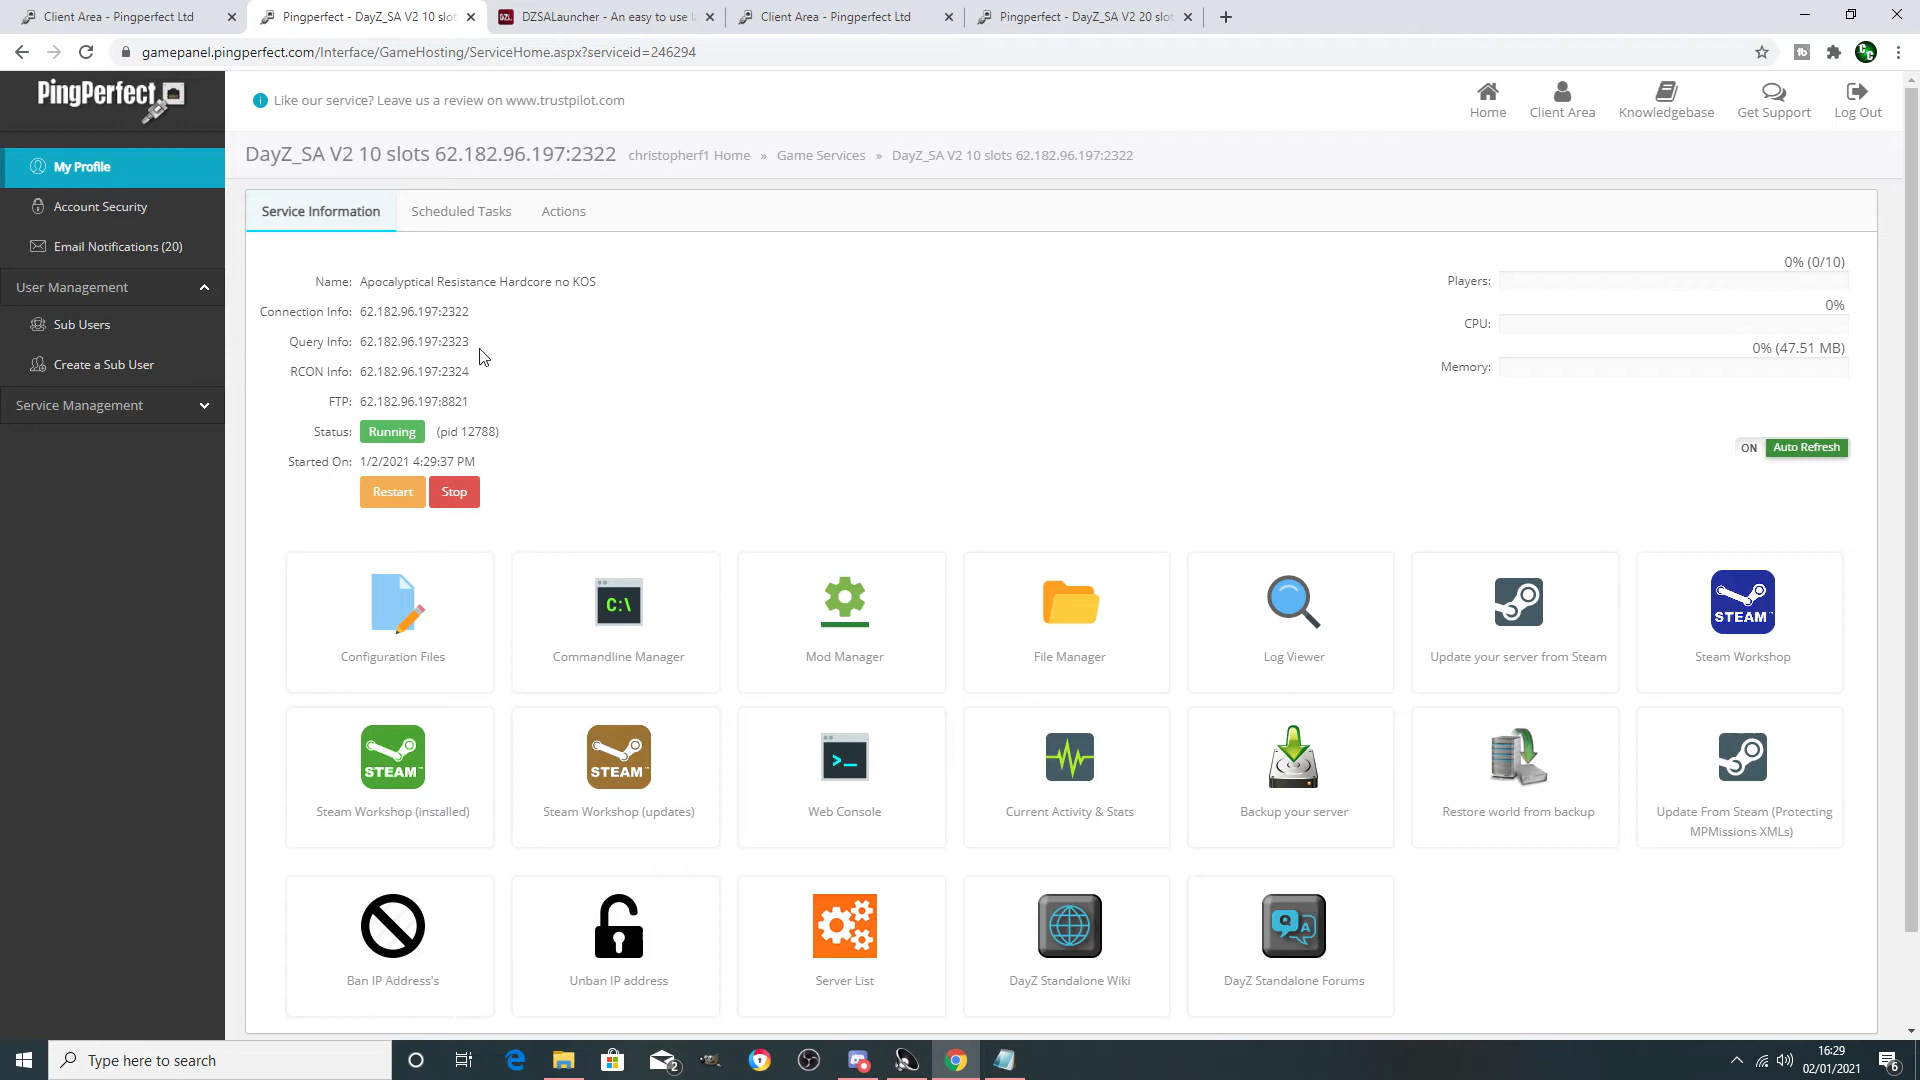 Client Area - Pingperfect Ltd
Pingperfect - DayZ_SA V2 10 slot
DZSALauncher - An easy to use l
Client Area - Pingperfect Ltd
Pingperfect - DayZ_SA V2 20 slot
gamepanel.pingperfect.com/Interface/GameHosting/ServiceHome.aspx?serviceid=246294
PingPerfect
Like our service? Leave us a review on www.trustpilot.com
Home
Client Area
Knowledgebase
Get Support
Log Out
DayZ_SA V2 10 slots 62.182.96.197:2322
christopherf1 Home » Game Services » DayZ_SA V2 10 slots 62.182.96.197:2322
My Profile
Account Security
Email Notifications (20)
User Management
Sub Users
Create a Sub User
Service Management
Service Information
Scheduled Tasks
Actions
Name: Apocalyptical Resistance Hardcore no KOS
Connection Info: 62.182.96.197:2322
Query Info: 62.182.96.197:2323
RCON Info: 62.182.96.197:2324
FTP: 62.182.96.197:8821
Status: Running (pid 12788)
Started On: 1/2/2021 4:29:37 PM
Restart
Stop
0% (0/10)
Players:
0%
CPU:
0% (47.51 MB)
Memory:
ON
Auto Refresh
C:\
STEAM™
Configuration Files
Commandline Manager
Mod Manager
File Manager
Log Viewer
Update your server from Steam
Steam Workshop
STEAM™
STEAM™
>_
Steam Workshop (installed)
Steam Workshop (updates)
Web Console
Current Activity & Stats
Backup your server
Restore world from backup
Update From Steam (Protecting
MPMissions XMLs)
Q A
Ban IP Address's
Unban IP address
Server List
DayZ Standalone Wiki
DayZ Standalone Forums
Type here to search
2
16:29
02/01/2021
6